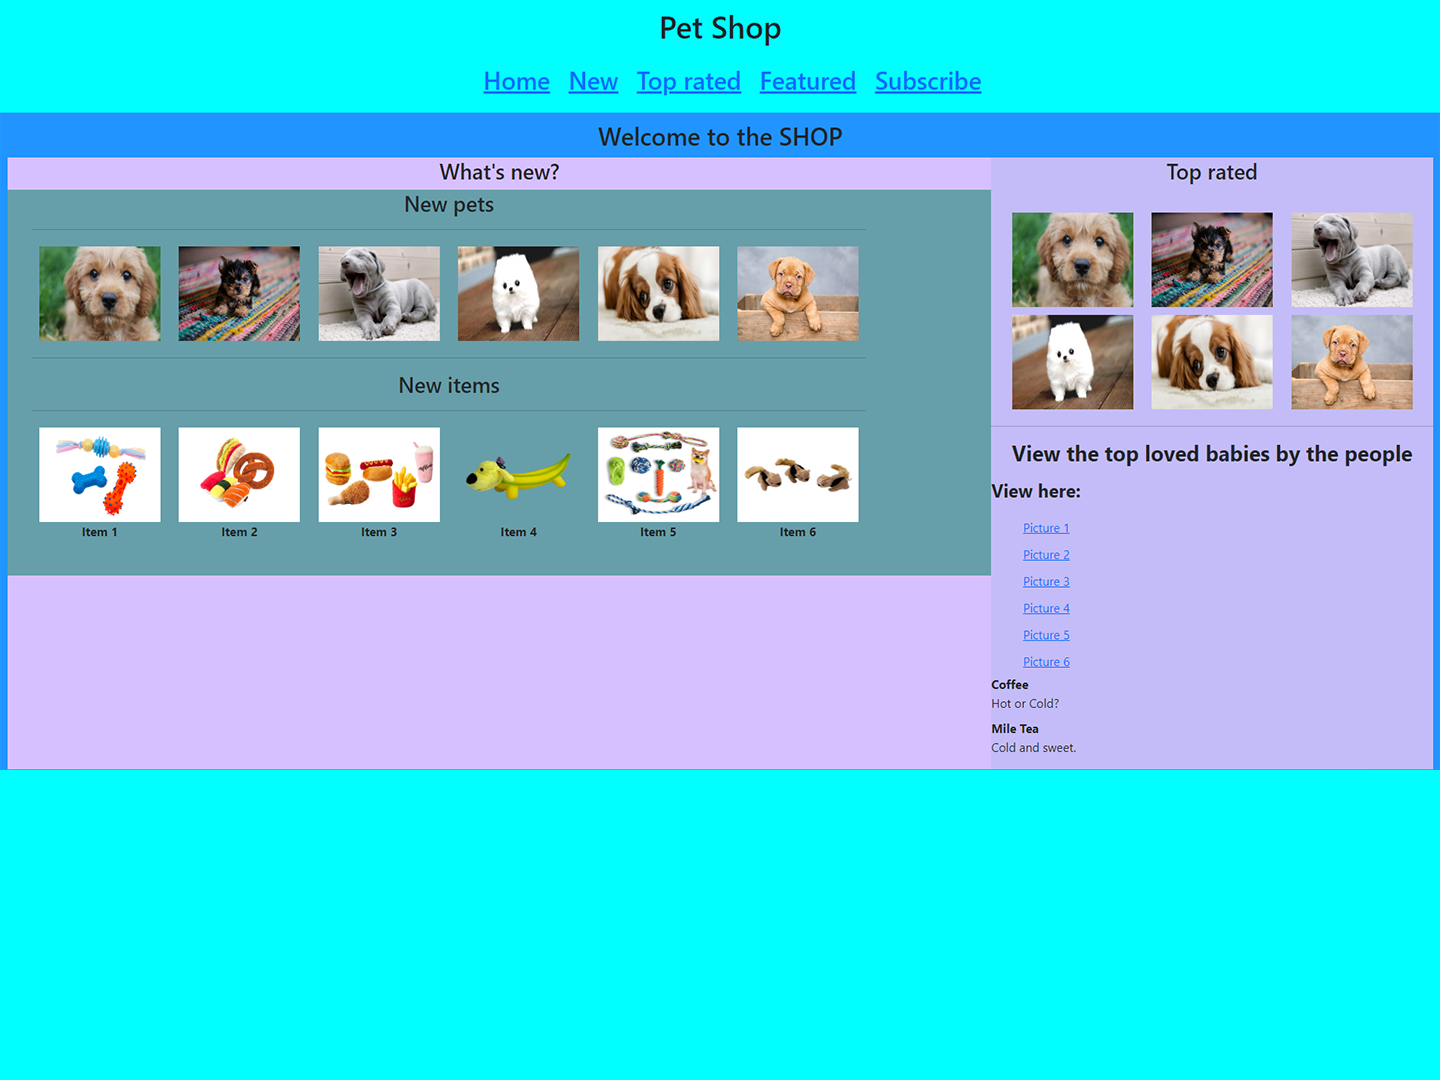 Pet Shop
Home New Top rated Featured Subscribe
Welcome to the SHOP
What's new?
New pets
New items
Item 1 Item 2 Item 3 Item 4 Item 5 Item 6
Top rated
View the top loved babies by the people
View here:
Picture 1
Picture 2
Picture 3
Picture 4
Picture 5
Picture 6
Coffee
Hot or Cold?
Mile Tea
Cold and sweet.